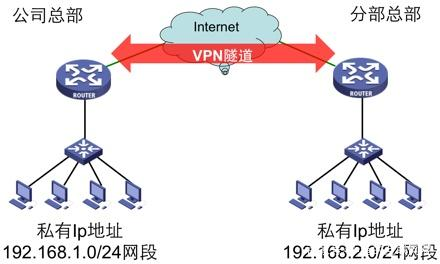 公司总部
分部总部
Internet
VPN隧道
ROUTER
ROUTER
私有Ip地址
192.168.1.0/24网段
私有Ip地址
192.168.2.0/24网段